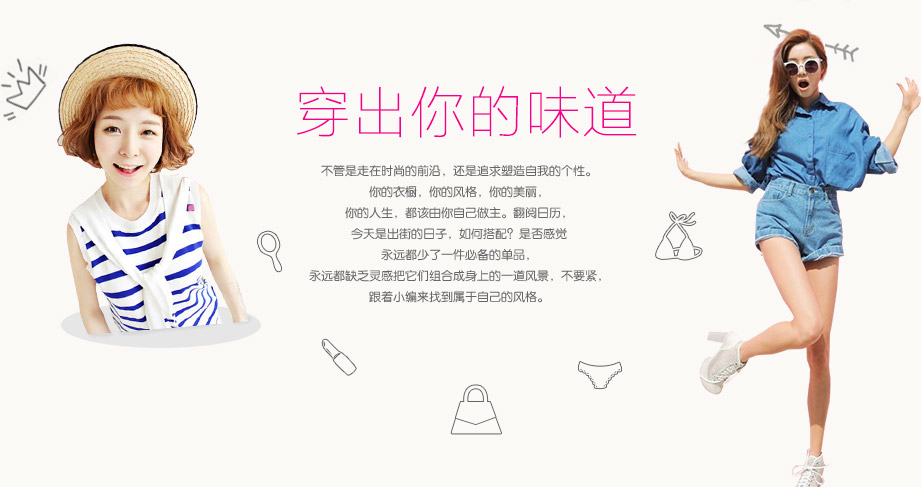 穿出你的味道
不管是走在时尚的前沿，还是追求塑造自我的个性。
你的衣橱，你的风格，你的美丽，
你的人生，都该由你自己做主。翻阅日历，
今天是出街的日子，如何搭配？是否感觉
永远都少了一件必备的单品，
永远都缺乏灵感把它们组合成身上的一道风景，不要紧，
跟着小编来找到属于自己的风格。